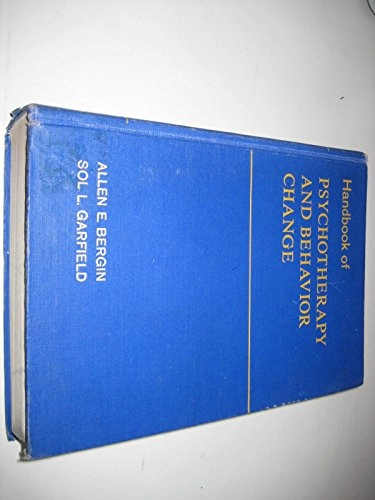 Handbook of
PSYCHOTHERAPY
AND BEHAVIOR
CHANGE
ALLEN E. BERGIN
SOL L. GARFIELD